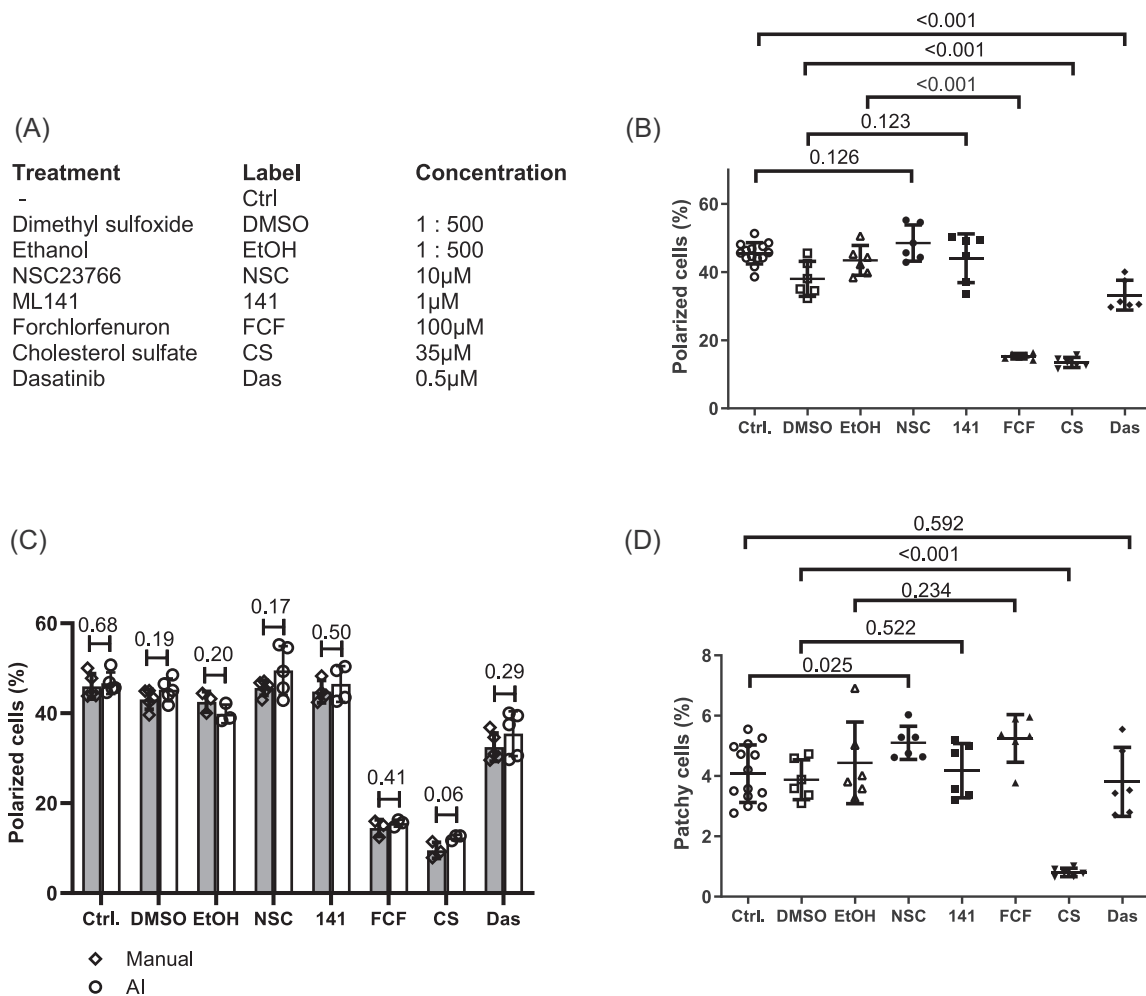 (A)
Treatment Label Concentration
- Ctrl
Dimethyl sulfoxide DMSO 1 : 500
Ethanol EtOH 1 : 500
NSC23766 NSC 10µM
ML141 141 1µM
Forchlorfenuron FCF 100µM
Cholesterol sulfate CS 35µM
Dasatinib Das 0.5µM
(B)
<0.001
<0.001
<0.001
0.123
0.126
Polarized cells (%)
60
40
20
0
Ctrl. DMSO EtOH NSC 141 FCF CS Das
(C)
Polarized cells (%)
60
40
20
0
0.68 0.19 0.20 0.17 0.50 0.41 0.06 0.29
Ctrl. DMSO EtOH NSC 141 FCF CS Das
Manual
AI
(D)
0.592
<0.001
0.234
0.522
0.025
Patchy cells (%)
8
6
4
2
0
Ctrl. DMSO EtOH NSC 141 FCF CS Das